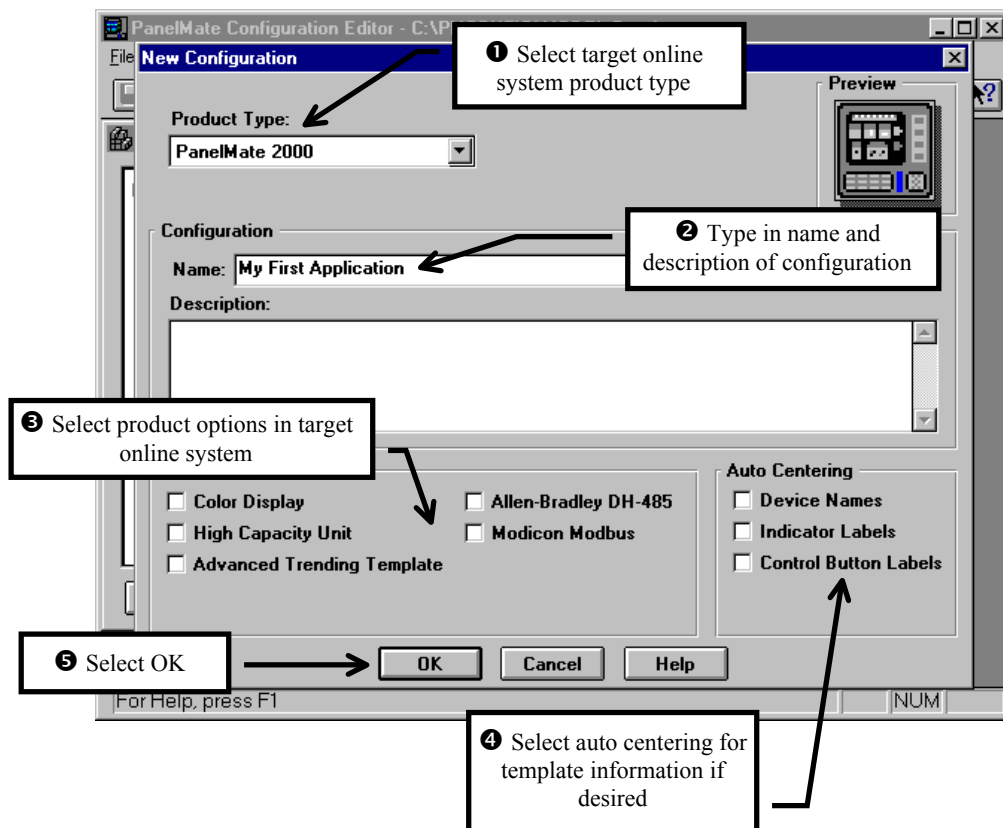 PanelMate Configuration Editor - C:\P
File
New Configuration
❶ Select target online
system product type
Preview
Product Type:
PanelMate 2000
Configuration
❷ Type in name and
description of configuration
Name: My First Application
Description:
❸ Select product options in target
online system
Color Display
High Capacity Unit
Advanced Trending Template
Allen-Bradley DH-485
Modicon Modbus
Auto Centering
Device Names
Indicator Labels
Control Button Labels
❺ Select OK
OK
Cancel
Help
For Help, press F1
NUM
❹ Select auto centering for
template information if
desired